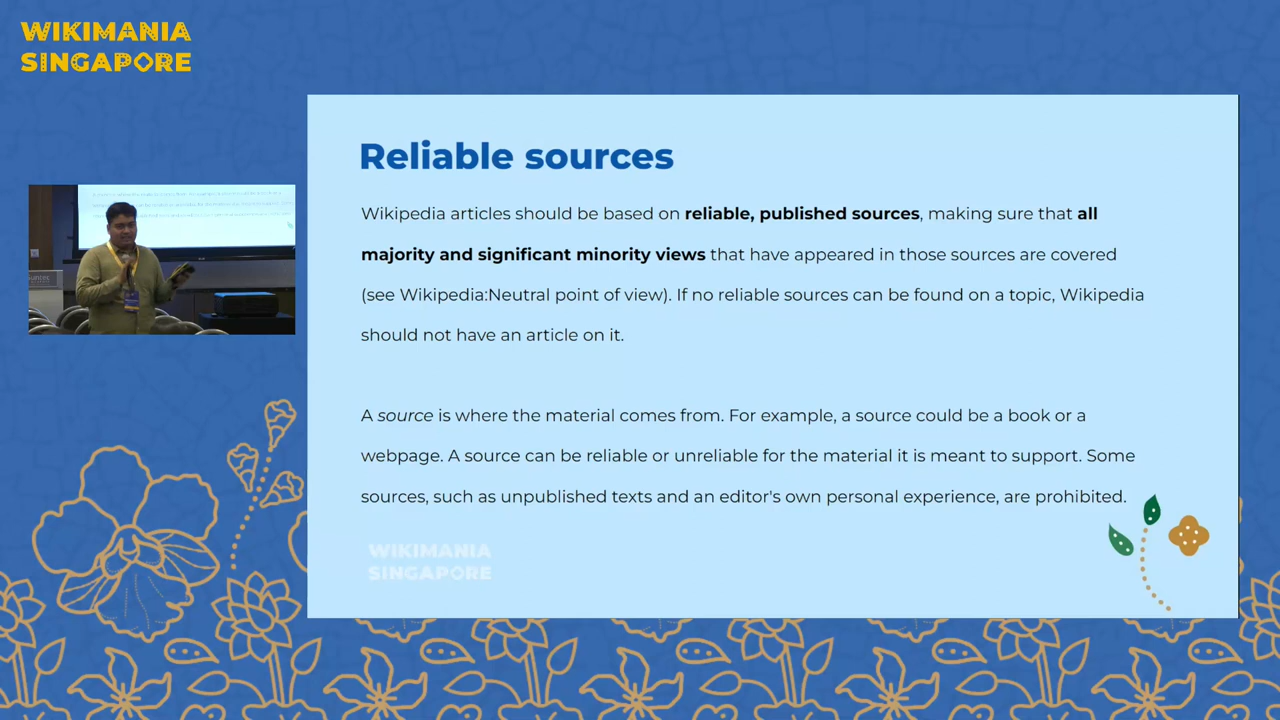 WIKIMANIA
SINGAPORE
Reliable sources
Wikipedia articles should be based on reliable, published sources, making sure that all
majority and significant minority views that have appeared in those sources are covered
(see Wikipedia:Neutral point of view). If no reliable sources can be found on a topic, Wikipedia
should not have an article on it.
A source is where the material comes from. For example, a source could be a book or a
webpage. A source can be reliable or unreliable for the material it is meant to support. Some
sources, such as unpublished texts and an editor's own personal experience, are prohibited.
WIKIMANIA
SINGAPORE